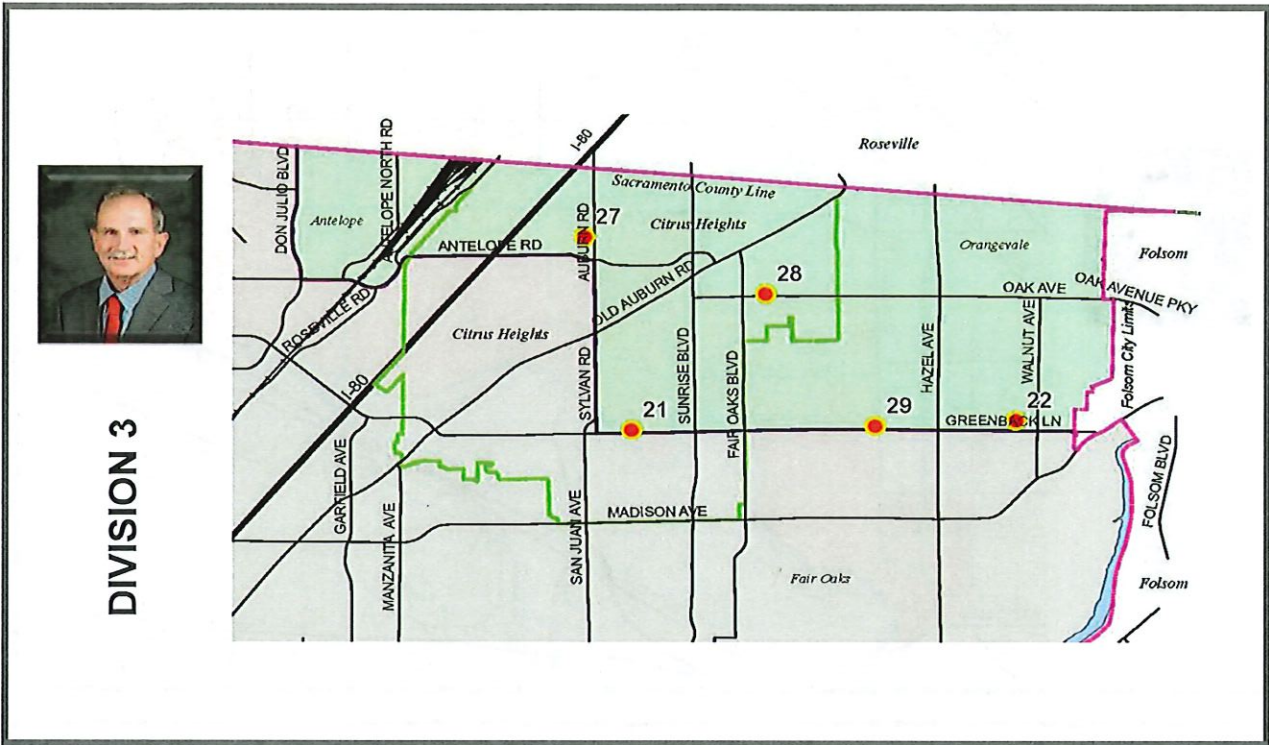 DIVISION 3
Roseville
I-80
DON JULIO BLVD
ANTELOPE NORTH RD
Sacramento County Line
Antelope
AUBURN RD
27
Citrus Heights
ANTELOPE RD
Orangevale
Folsom
OLD AUBURN RD
28
OAK AVE
OAK AVENUE PKY
ROSEVILLE RD
Citrus Heights
I-80
SYLVAN RD
SUNRISE BLVD
FAIR OAKS BLVD
HAZEL AVE
WALNUT AVE
Folsom City Limits
21
29
22
GREENBACK LN
GARFIELD AVE
MANZANITA AVE
SAN JUAN AVE
MADISON AVE
FOLSOM BLVD
Fair Oaks
Folsom